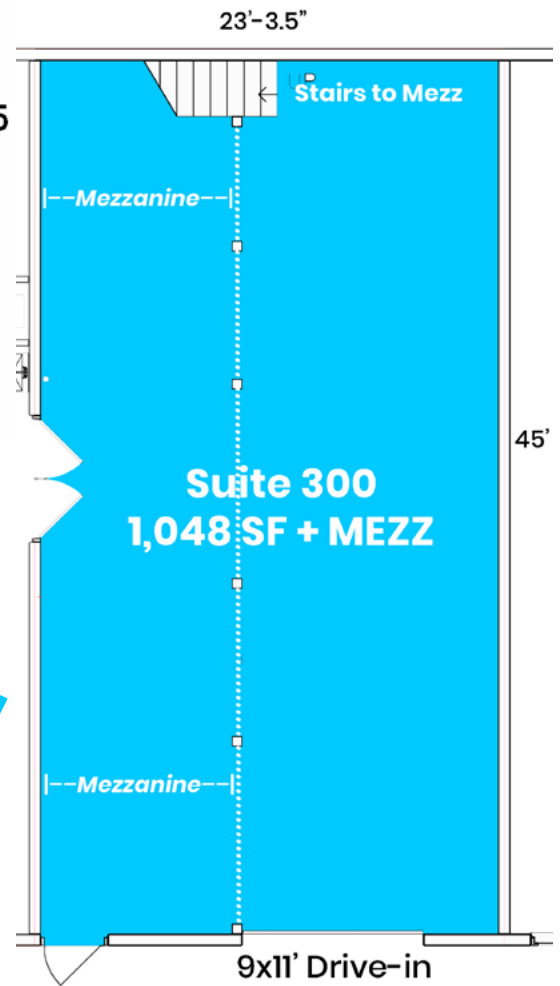 23'-3.5"
UP
Stairs to Mezz
5
|--Mezzanine--|
45'
Suite 300
1,048 SF + MEZZ
|--Mezzanine--|
9x11' Drive-in